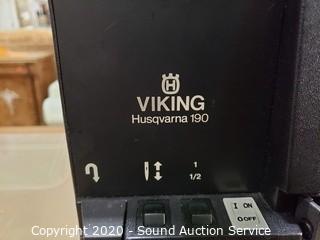 H
VIKING
Husqvarna 190
1
1/2
I ON
O OFF
Copyright © 2020 - Sound Auction Service